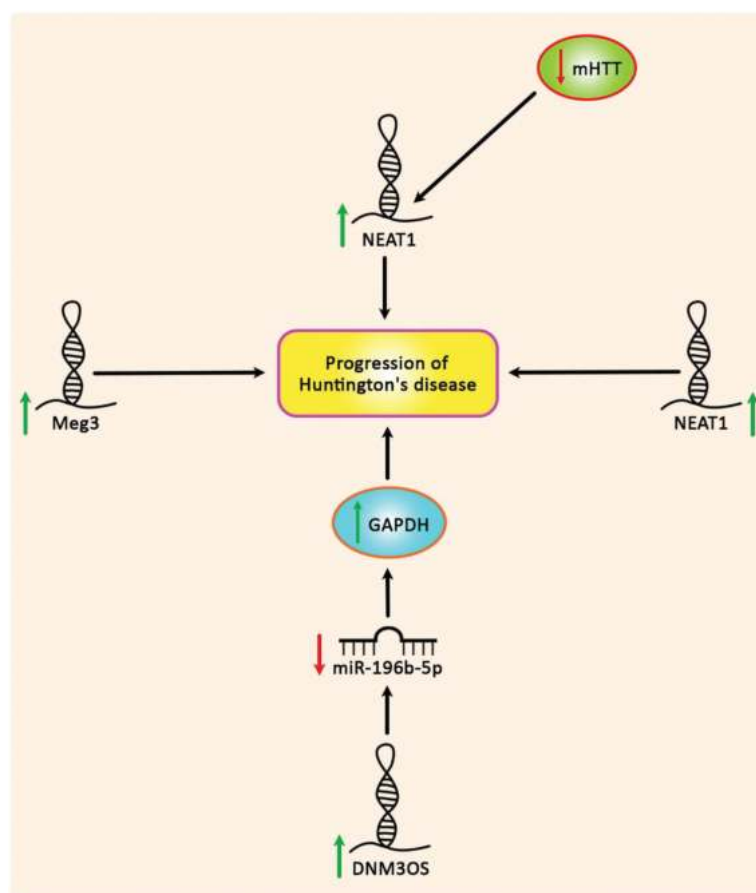 mHTT
NEAT1
Progression of
Huntington's disease
Meg3
NEAT1
GAPDH
miR-196b-5p
DNM3OS